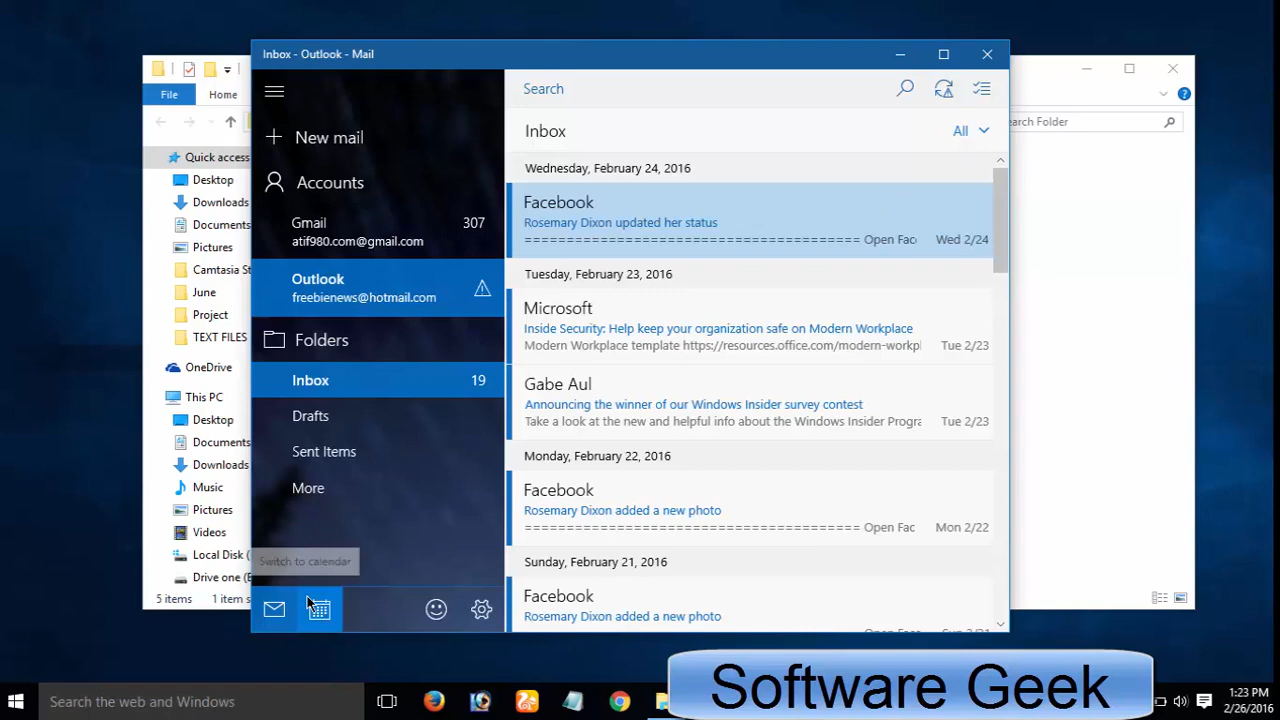 Inbox - Outlook - Mail
File
Home
Search
New mail
Inbox
All
earch Folder
Accounts
Wednesday, February 24, 2016
Quick access
Desktop
Downloads
Documents
Pictures
Camtasia St
June
Project
TEXT FILES
OneDrive
This PC
Desktop
Documents
Downloads
Music
Pictures
Videos
Local Disk (
Drive one (E
5 items
1 item s
Gmail
307
atif980.com@gmail.com
Outlook
freebienews@hotmail.com
Folders
Inbox
19
Drafts
Sent Items
More
Switch to calendar
Facebook
Rosemary Dixon updated her status
========================================= Open Fac
Wed 2/24
Tuesday, February 23, 2016
Microsoft
Inside Security: Help keep your organization safe on Modern Workplace
Modern Workplace template https://resources.office.com/modern-workpl
Tue 2/23
Gabe Aul
Announcing the winner of our Windows Insider survey contest
Take a look at the new and helpful info about the Windows Insider Progra
Tue 2/23
Monday, February 22, 2016
Facebook
Rosemary Dixon added a new photo
========================================= Open Fac
Mon 2/22
Sunday, February 21, 2016
Facebook
Rosemary Dixon added a new photo
Search the web and Windows
Software Geek
1:23 PM
2/26/2016